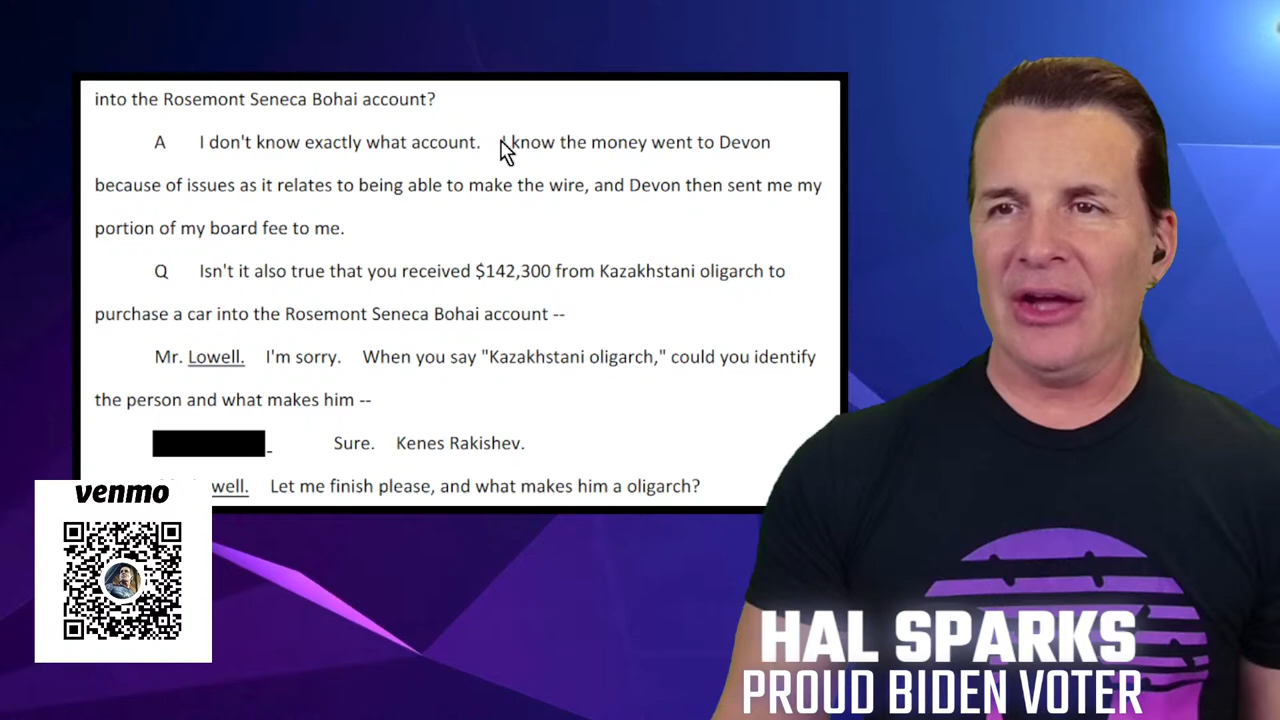 into the Rosemont Seneca Bohai account?
A I don't know exactly what account. I know the money went to Devon
because of issues as it relates to being able to make the wire, and Devon then sent me my
portion of my board fee to me.
Q Isn't it also true that you received $142,300 from Kazakhstani oligarch to
purchase a car into the Rosemont Seneca Bohai account --
Mr. Lowell. I'm sorry. When you say "Kazakhstani oligarch," could you identify
the person and what makes him --
- Sure. Kenes Rakishev.
well. Let me finish please, and what makes him a oligarch?
venmo
HAL SPARKS
PROUD BIDEN VOTER